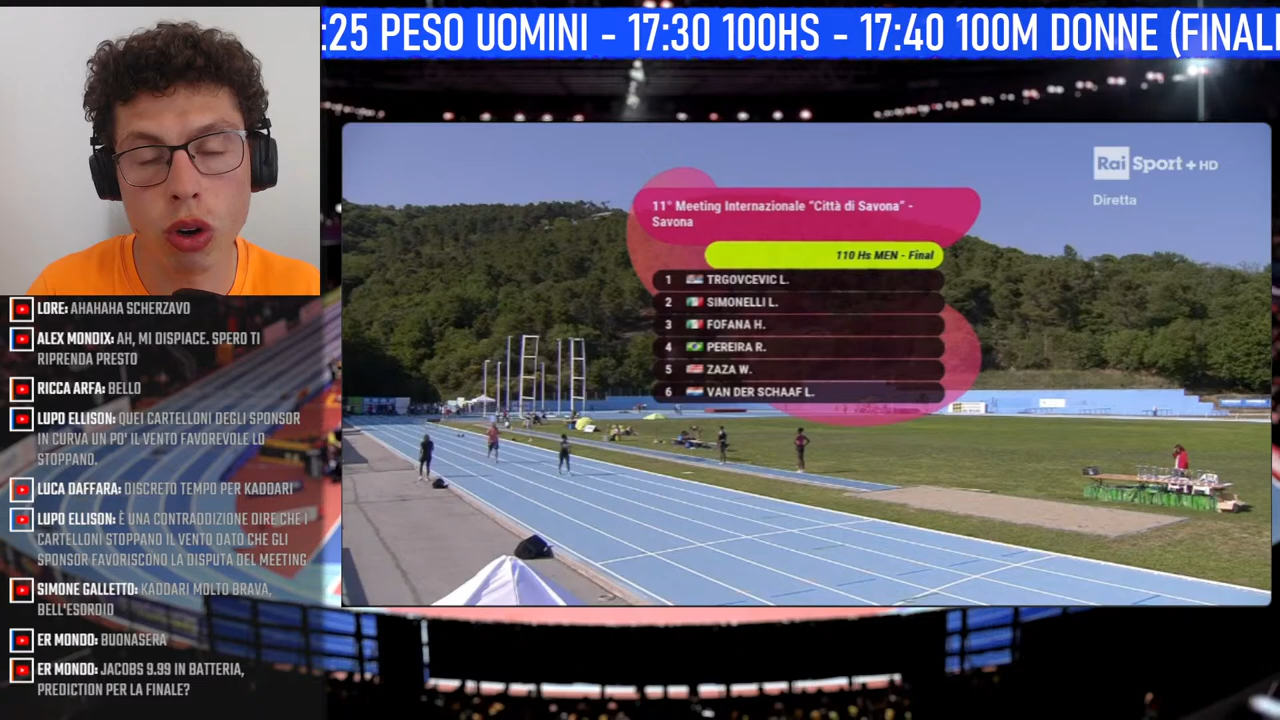 :25 PESO UOMINI - 17:30 100HS - 17:40 100M DONNE (FINAL
Rai Sport + HD
Diretta
11° Meeting Internazionale "Città di Savona" -
Savona
110 Hs MEN - Final
1 TRGOVCEVIC L.
2 SIMONELLI L.
3 FOFANA H.
4 PEREIRA R.
5 ZAZA W.
6 VAN DER SCHAAF L.
LORE: AHAHAHA SCHERZAVO
ALEX MONDIX: AH, MI DISPIACE. SPERO TI
RIPRENDA PRESTO
RICCA ARFA: BELLO
LUPO ELLISON: QUEI CARTELLONI DEGLI SPONSOR
IN CURVA UN PO' IL VENTO FAVOREVOLE LO
STOPPANO.
LUCA DAFFARA: DISCRETO TEMPO PER KADDARI
LUPO ELLISON: È UNA CONTRADDIZIONE DIRE CHE I
CARTELLONI STOPPANO IL VENTO DATO CHE GLI
SPONSOR FAVORISCONO LA DISPUTA DEL MEETING
SIMONE GALLETTO: KADDARI MOLTO BRAVA,
BELL'ESORDIO
ER MONDO: BUONASERA
ER MONDO: JACOBS 9.99 IN BATTERIA,
PREDICTION PER LA FINALE?